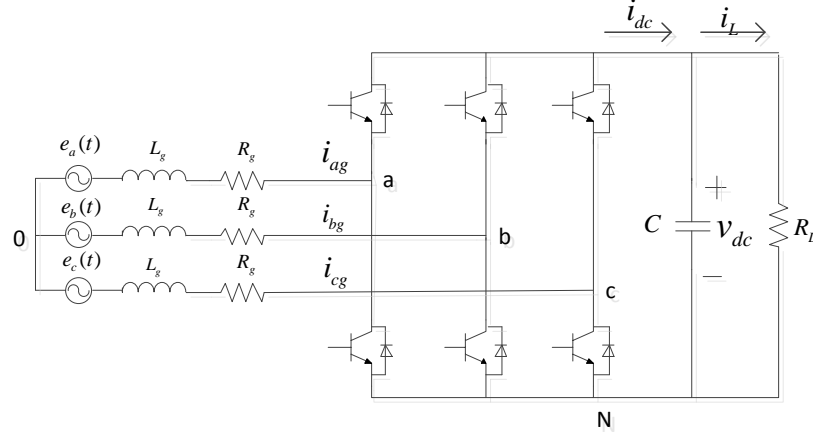 i_dc i_L
e_a(t) L_g R_g i_ag a
0 e_b(t) L_g R_g i_bg b
e_c(t) L_g R_g i_cg c
C + v_dc − R_L
N